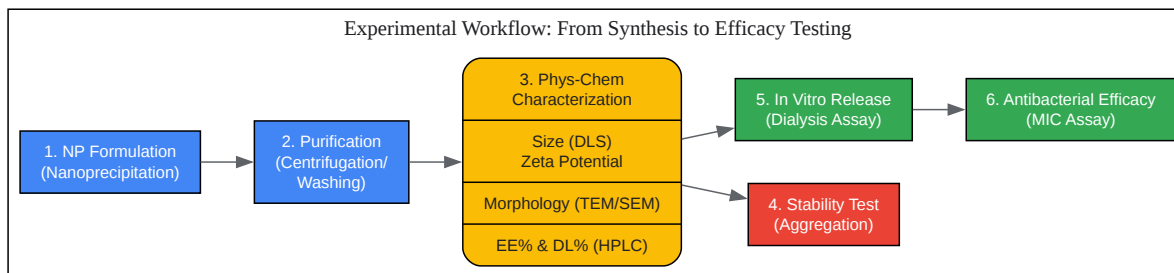 Experimental Workflow: From Synthesis to Efficacy Testing
1. NP Formulation
(Nanoprecipitation)
2. Purification
(Centrifugation/
Washing)
3. Phys-Chem
Characterization
Size (DLS)
Zeta Potential
Morphology (TEM/SEM)
EE% & DL% (HPLC)
5. In Vitro Release
(Dialysis Assay)
4. Stability Test
(Aggregation)
6. Antibacterial Efficacy
(MIC Assay)